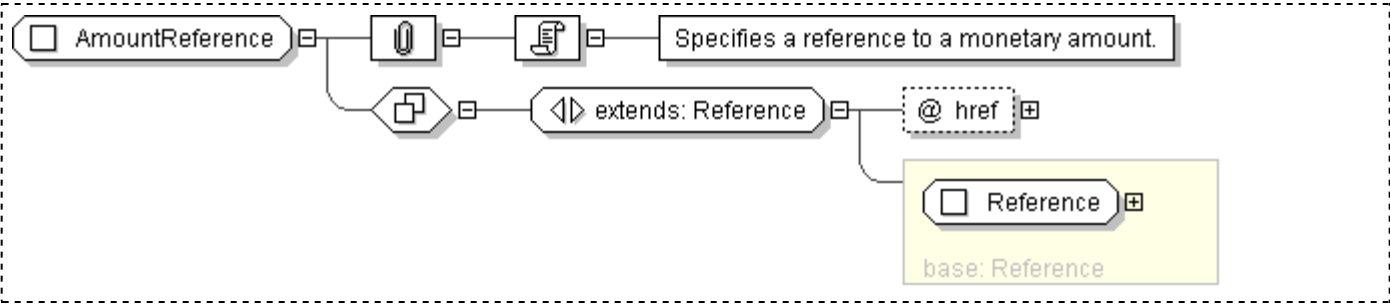 AmountReference
Specifies a reference to a monetary amount.
extends: Reference
@ href
Reference
base: Reference